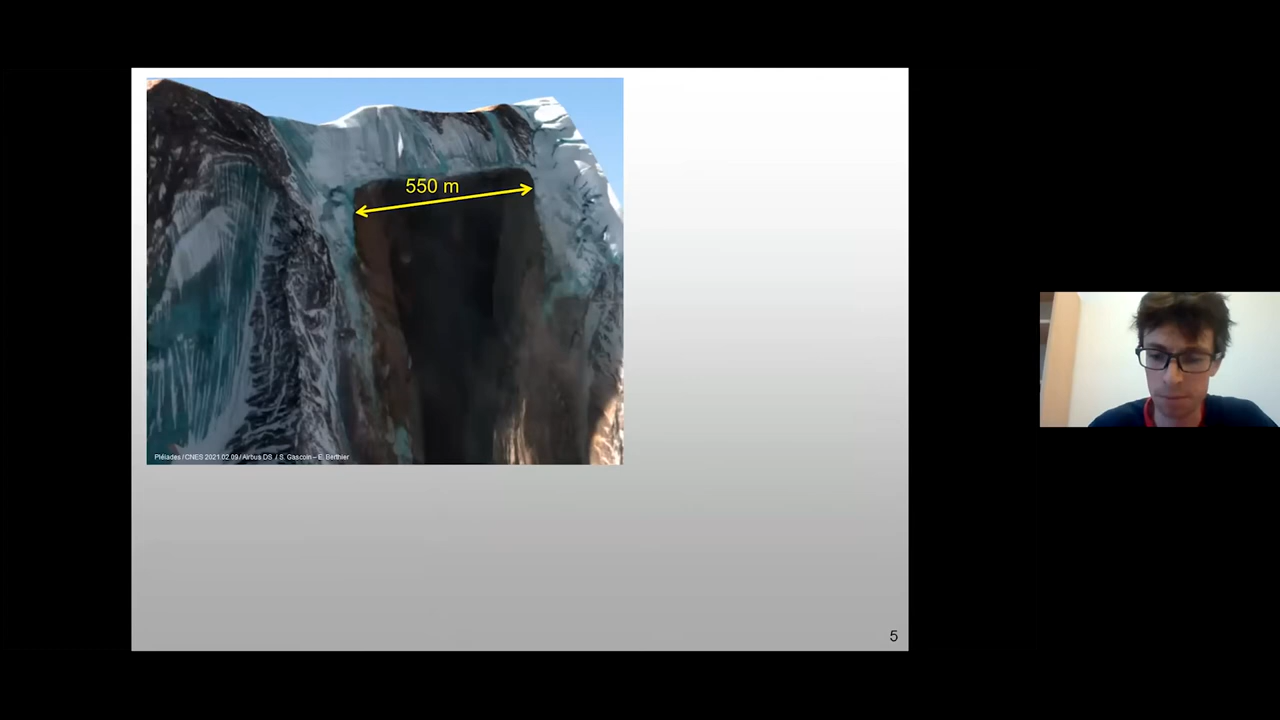 550 m
Pléiades / CNES 2021.02.09 / Airbus DS / S. Gascoin – E. Berthier
5